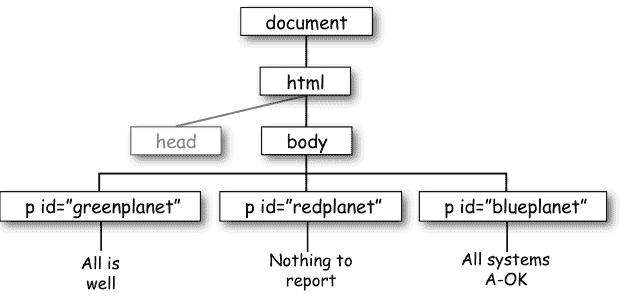 document
html
head
body
p id=”greenplanet”
p id=”redplanet”
p id=”blueplanet”
All is
well
Nothing to
report
All systems
A-OK